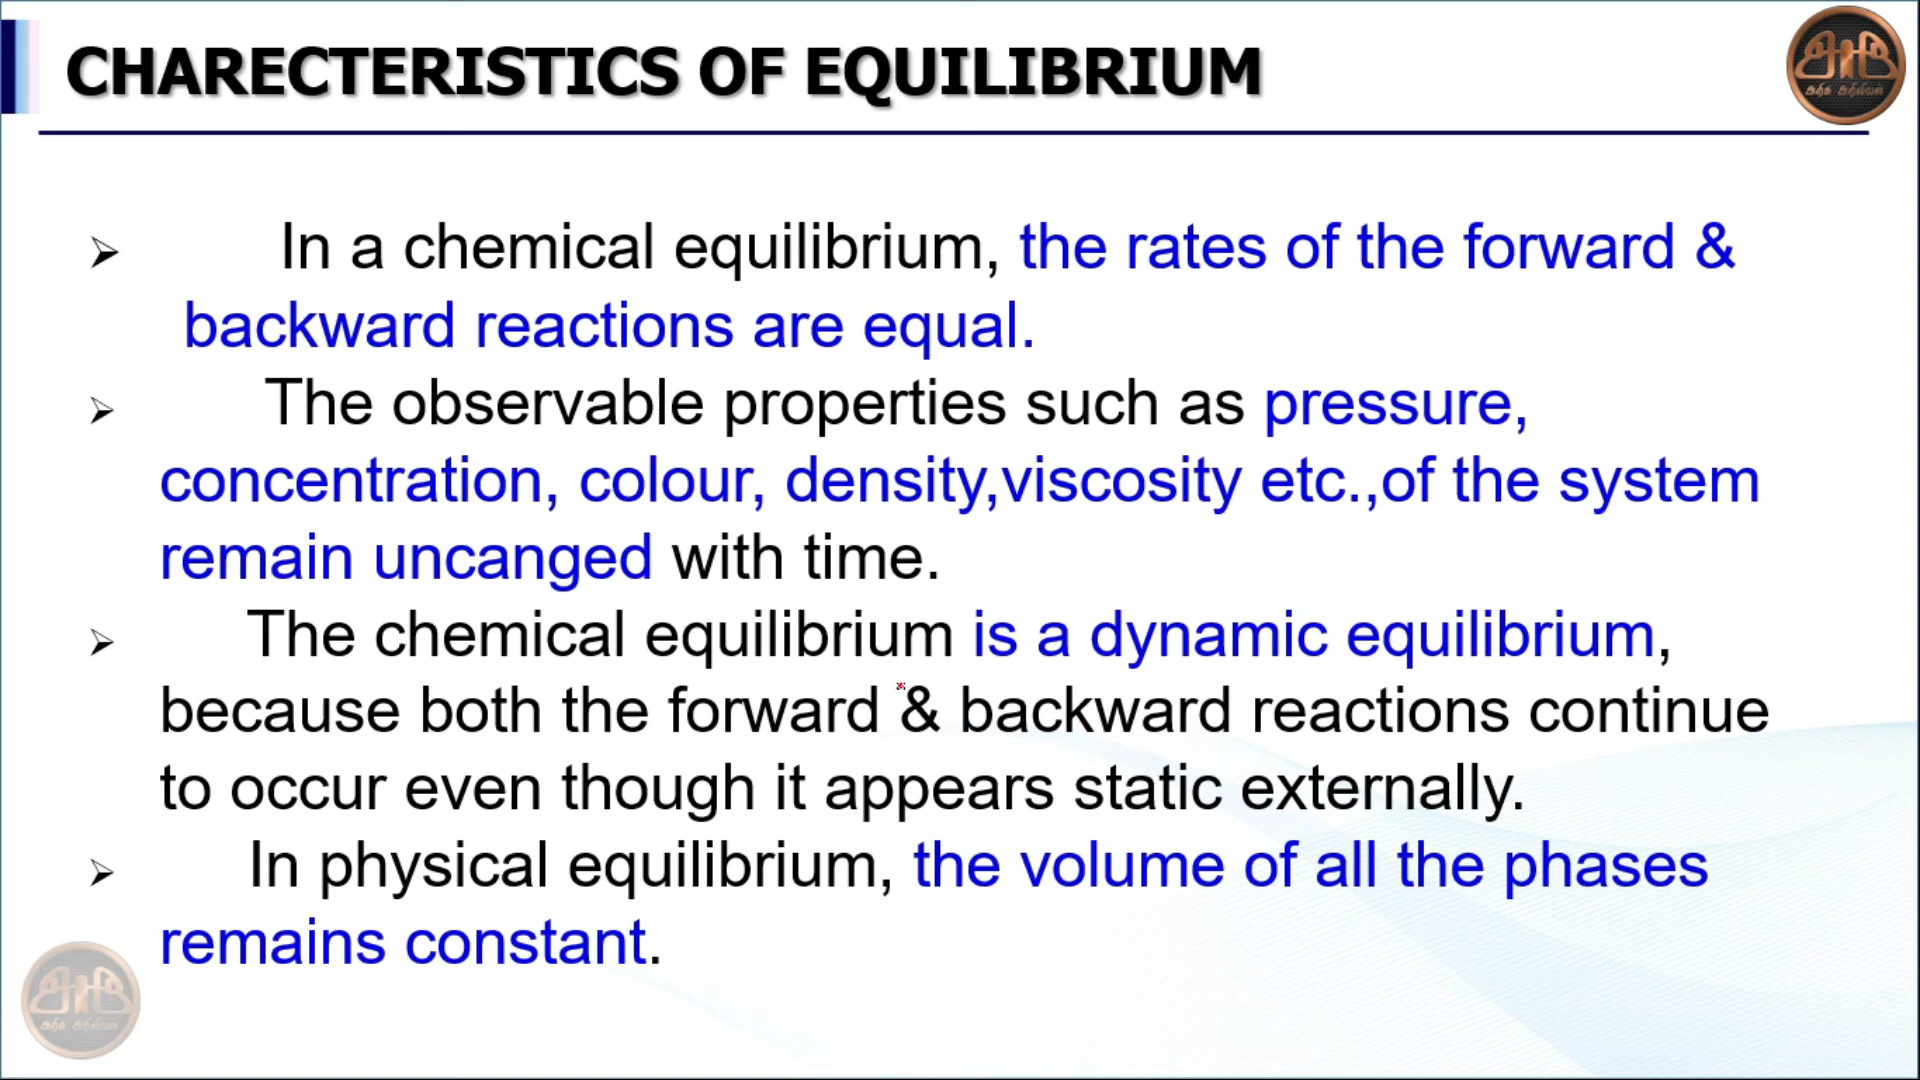 CHARECTERISTICS OF EQUILIBRIUM
➢ In a chemical equilibrium, the rates of the forward &
backward reactions are equal.
➢ The observable properties such as pressure,
concentration, colour, density,viscosity etc.,of the system
remain uncanged with time.
➢ The chemical equilibrium is a dynamic equilibrium,
because both the forward & backward reactions continue
to occur even though it appears static externally.
➢ In physical equilibrium, the volume of all the phases
remains constant.